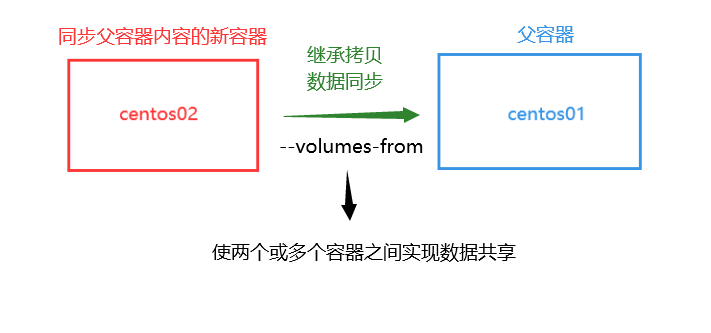 同步父容器内容的新容器
父容器
继承拷贝
数据同步
centos02
centos01
--volumes-from
使两个或多个容器之间实现数据共享